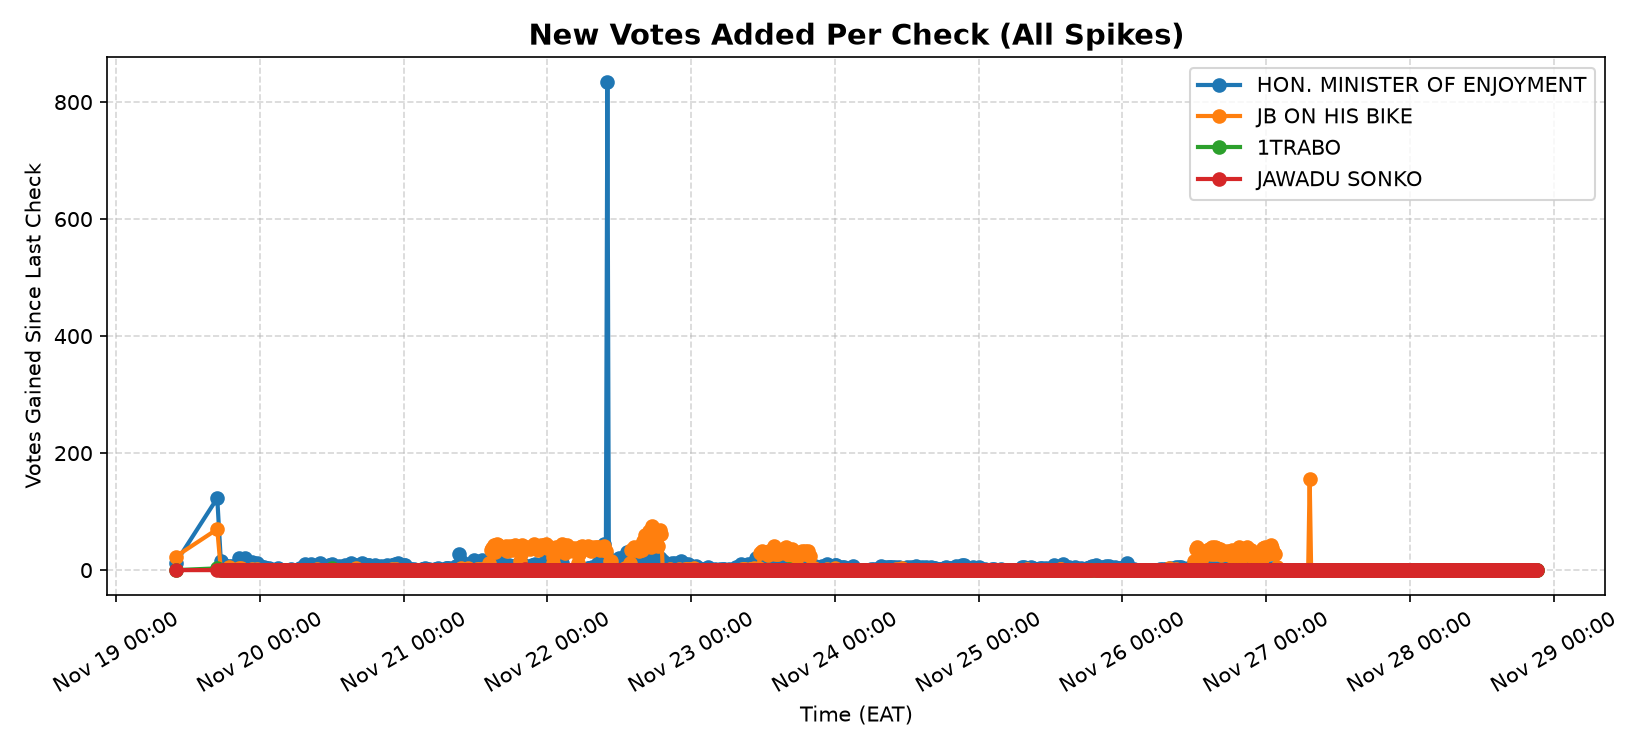 New Votes Added Per Check (All Spikes)
HON. MINISTER OF ENJOYMENT
JB ON HIS BIKE
1TRABO
JAWADU SONKO
Votes Gained Since Last Check
800
600
400
200
0
Nov 19 00:00
Nov 20 00:00
Nov 21 00:00
Nov 22 00:00
Nov 23 00:00
Nov 24 00:00
Nov 25 00:00
Nov 26 00:00
Nov 27 00:00
Nov 28 00:00
Nov 29 00:00
Time (EAT)